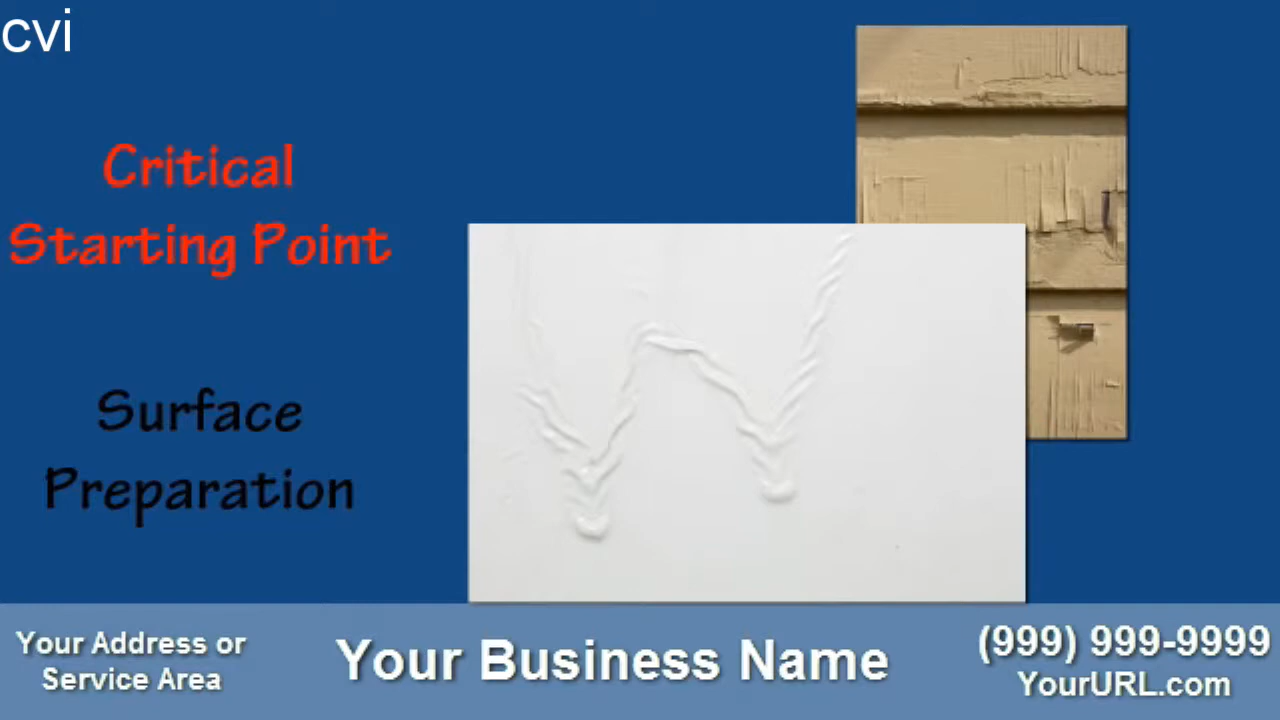 cvi
Critical
Starting Point
Surface
Preparation
Your Address or
Service Area
Your Business Name
(999) 999-9999
YourURL.com